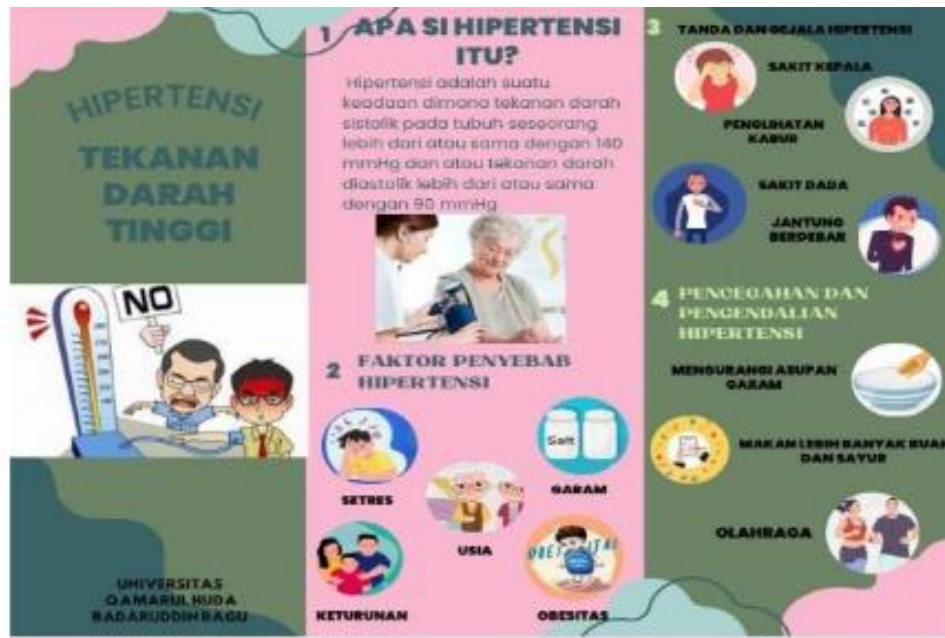 HIPERTENSI
TEKANAN
DARAH
TINGGI
NO
UNIVERSITAS
QAMARUL HUDA
BADARUDDIN BAGU
1 APA SI HIPERTENSI
ITU?
Hipertensi adalah suatu
keadaan dimana tekanan darah
sistolik pada tubuh seseorang
lebih dari atau sama dengan 140
mmHg dan atau tekanan darah
diastolik lebih dari atau sama
dengan 90 mmHg
2 FAKTOR PENYEBAB
HIPERTENSI
Salt
SETRES
GARAM
USIA
KETURUNAN
OBESITAS
3 TANDA DAN GEJALA HIPERTENSI
SAKIT KEPALA
PENGLIHATAN
KABUR
SAKIT DADA
JANTUNG
BERDEBAR
4 PENCEGAHAN DAN
PENGENDALIAN
HIPERTENSI
MENGURANGI ASUPAN
GARAM
MAKAN LEBIH BANYAK BUAH
DAN SAYUR
OLAHRAGA